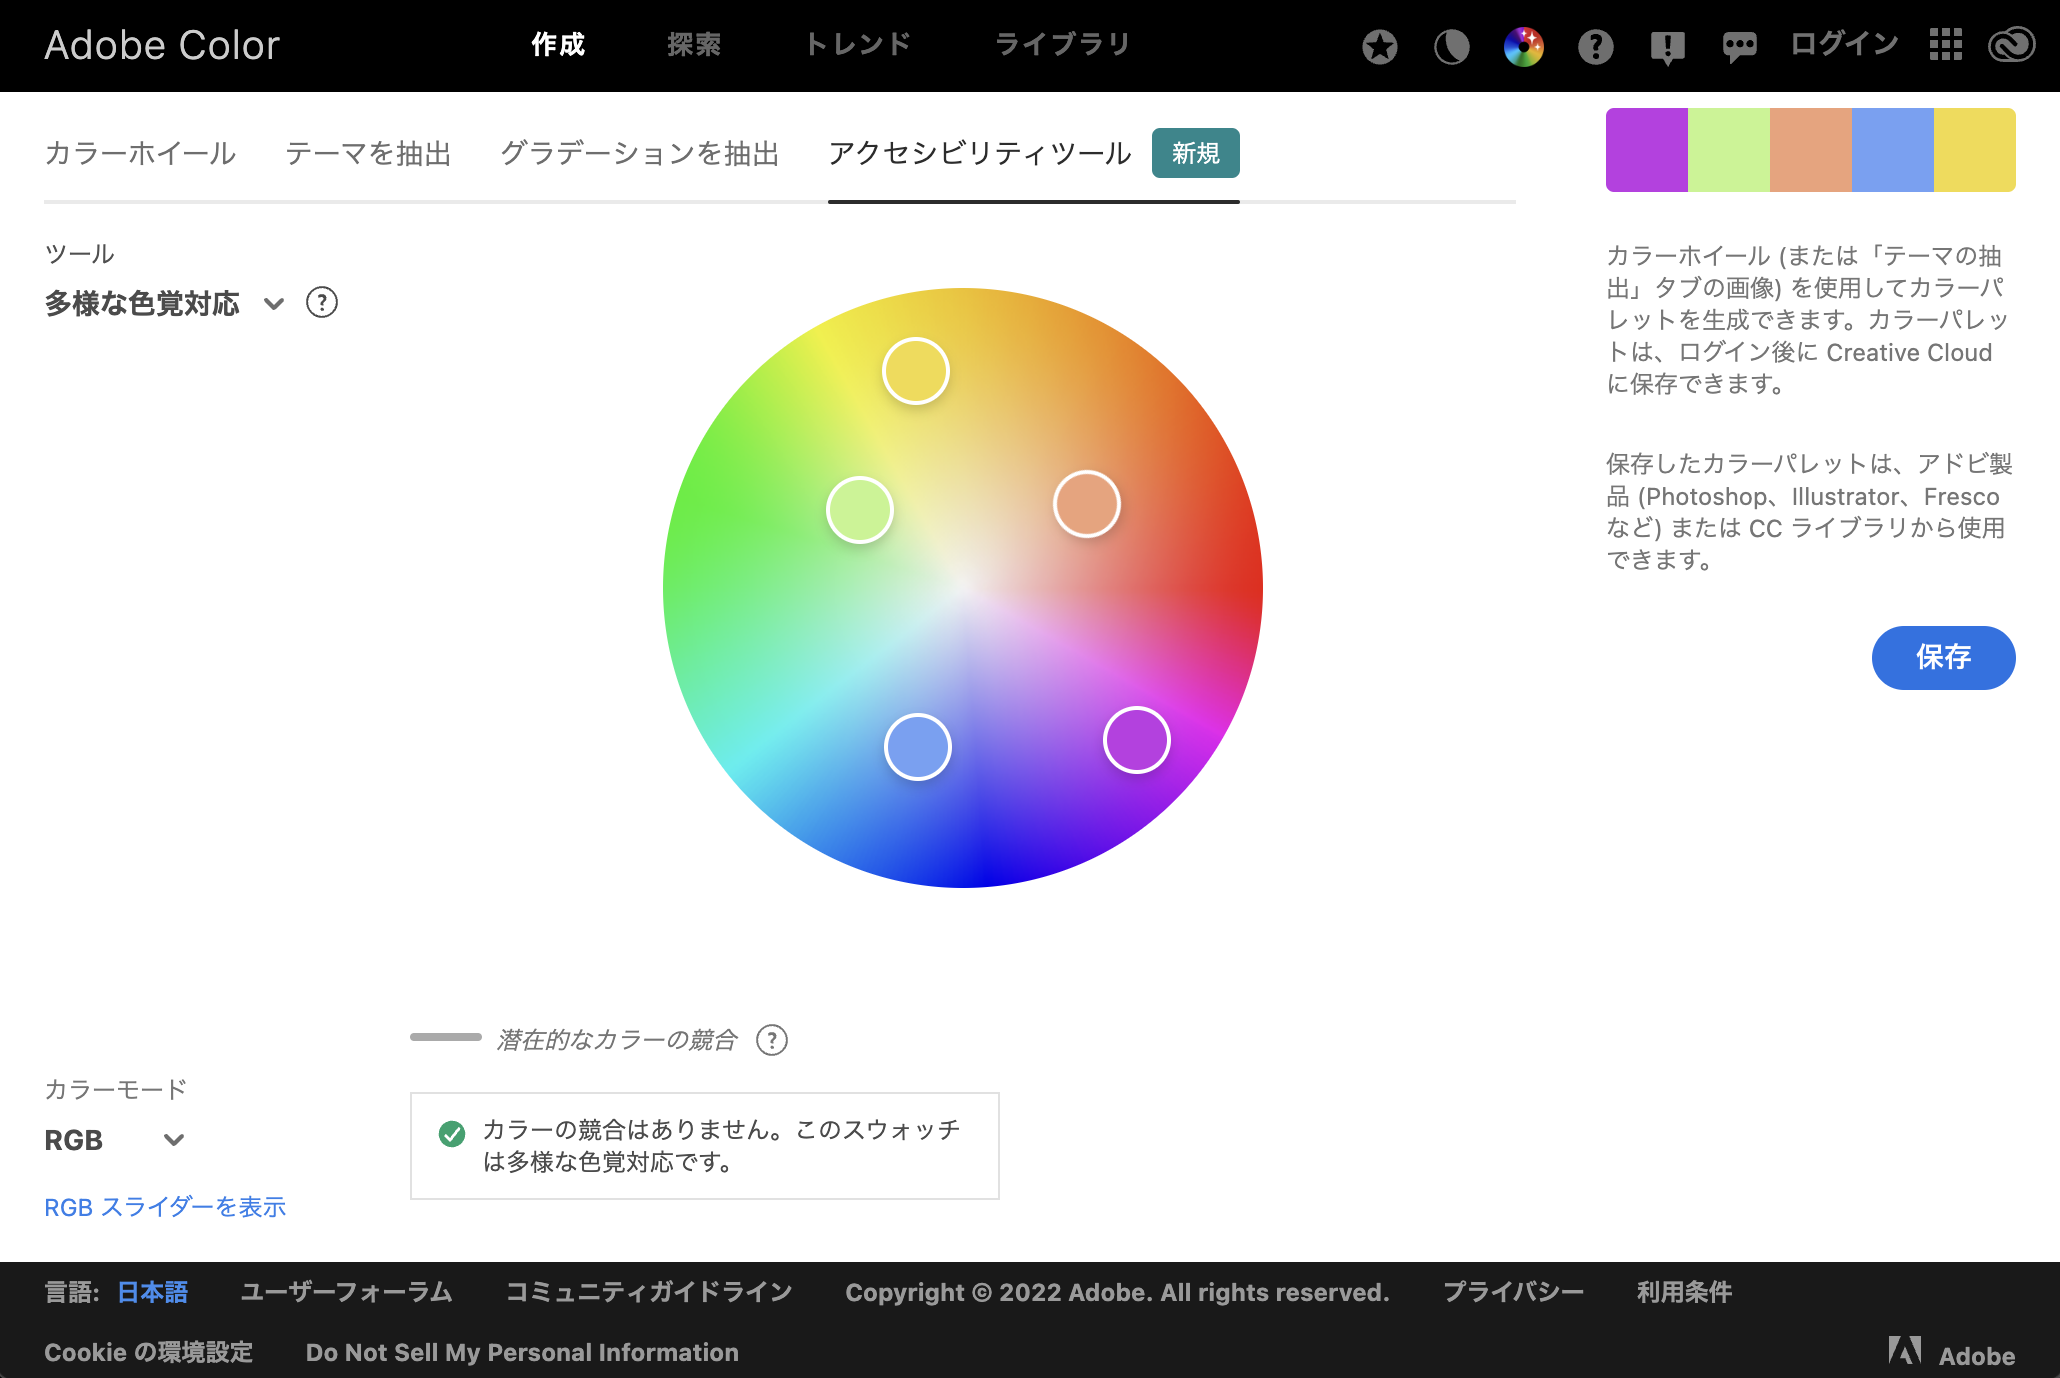 Adobe Color
作成
探索
トレンド
ライブラリ
ログイン
カラーホイール
テーマを抽出
グラデーションを抽出
アクセシビリティツール
新規
ツール
多様な色覚対応
カラーホイール (または「テーマの抽
出」タブの画像) を使用してカラーパ
レットを生成できます。カラーパレッ
トは、ログイン後に Creative Cloud
に保存できます。
保存したカラーパレットは、アドビ製
品 (Photoshop、Illustrator、Fresco
など) または CC ライブラリから使用
できます。
保存
潜在的なカラーの競合
カラーモード
RGB
カラーの競合はありません。このスウォッチ
は多様な色覚対応です。
RGB スライダーを表示
言語: 日本語
ユーザーフォーラム
コミュニティガイドライン
Copyright © 2022 Adobe. All rights reserved.
プライバシー
利用条件
Cookie の環境設定
Do Not Sell My Personal Information
Adobe